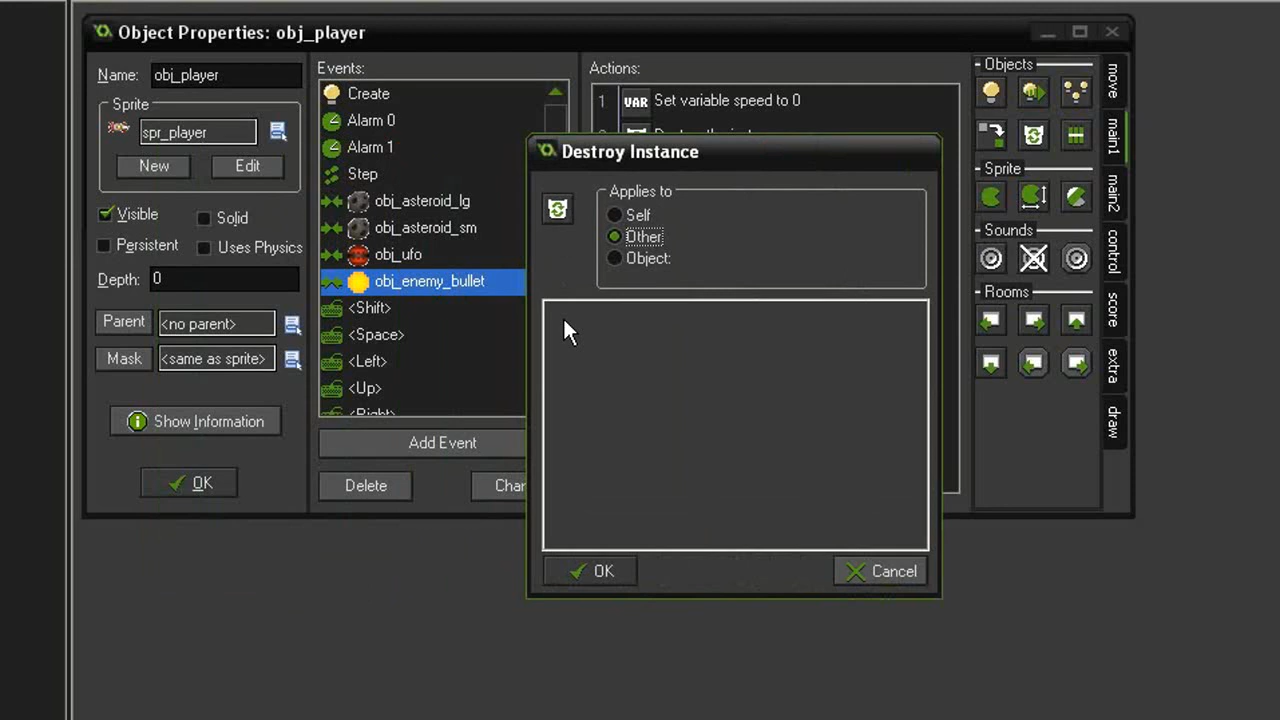 Object Properties: obj_player
Name: obj_player
Sprite
spr_player
New Edit
Visible Solid
Persistent Uses Physics
Depth: 0
Parent <no parent>
Mask <same as sprite>
Show Information
OK
Events:
Create
Alarm 0
Alarm 1
Step
obj_asteroid_lg
obj_asteroid_sm
obj_ufo
obj_enemy_bullet
<Shift>
<Space>
<Left>
<Up>
<Right>
Add Event
Delete
Actions:
1 VAR Set variable speed to 0
Destroy Instance
Applies to
Self
Other
Object:
OK Cancel
Objects
Sprite
Sounds
Rooms
move
main1
main2
control
score
extra
draw